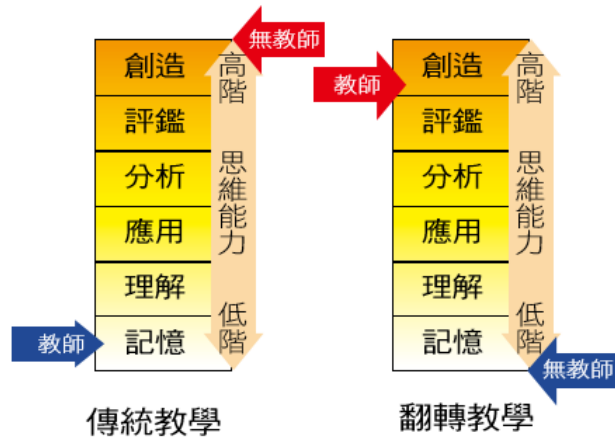 無教師
創造
評鑑
分析
應用
理解
記憶
高階
思維能力
低階
教師
傳統教學
教師
創造
評鑑
分析
應用
理解
記憶
高階
思維能力
低階
無教師
翻轉教學